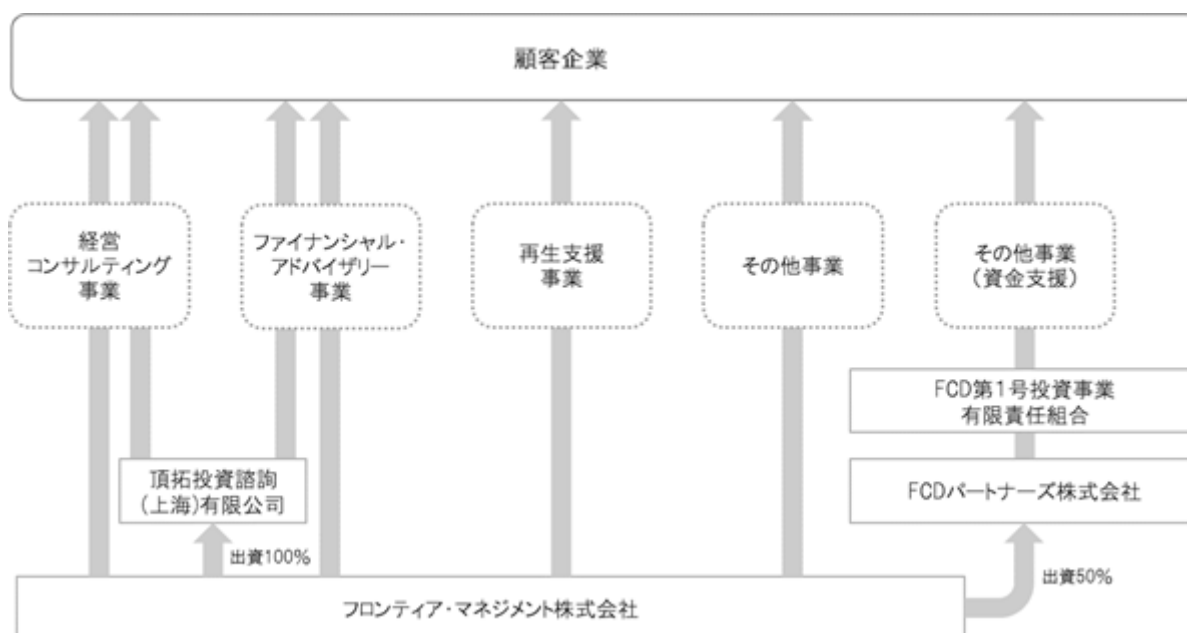 顧客企業
経営
コンサルティング
事業
ファイナンシャル・
アドバイザリー
事業
再生支援
事業
その他事業
その他事業
(資金支援)
FCD第1号投資事業
有限責任組合
頂拓投資諮詢
(上海)有限公司
FCDパートナーズ株式会社
出資100%
出資50%
フロンティア・マネジメント株式会社